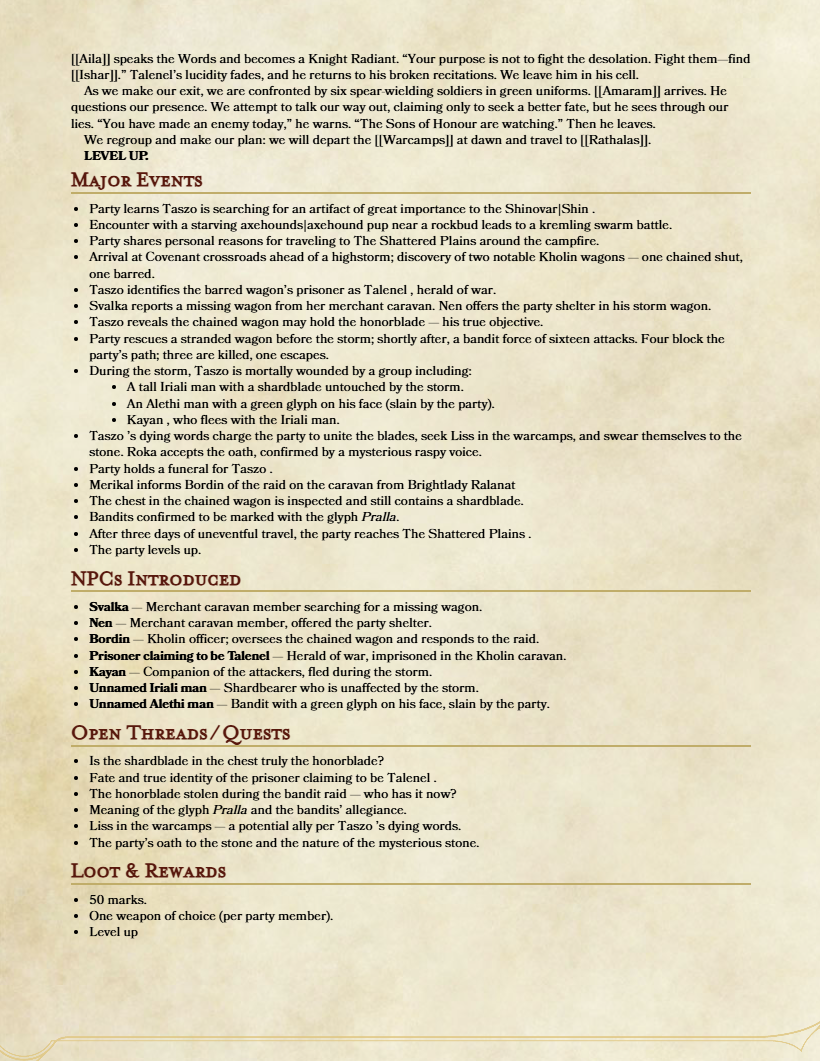 [[Aila]] speaks the Words and becomes a Knight Radiant. “Your purpose is not to fight the desolation. Fight them—find
[[Ishar]].” Talenel’s lucidity fades, and he returns to his broken recitations. We leave him in his cell.
As we make our exit, we are confronted by six spear-wielding soldiers in green uniforms. [[Amaram]] arrives. He
questions our presence. We attempt to talk our way out, claiming only to seek a better fate, but he sees through our
lies. “You have made an enemy today,” he warns. “The Sons of Honour are watching.” Then he leaves.
We regroup and make our plan: we will depart the [[Warcamps]] at dawn and travel to [[Rathalas]].
LEVEL UP.
Major Events
• Party learns Taszo is searching for an artifact of great importance to the Shinovar|Shin .
• Encounter with a starving axehounds|axehound pup near a rockbud leads to a kremling swarm battle.
• Party shares personal reasons for traveling to The Shattered Plains around the campfire.
• Arrival at Covenant crossroads ahead of a highstorm; discovery of two notable Kholin wagons — one chained shut,
one barred.
• Taszo identifies the barred wagon’s prisoner as Talenel , herald of war.
• Svalka reports a missing wagon from her merchant caravan. Nen offers the party shelter in his storm wagon.
• Taszo reveals the chained wagon may hold the honorblade — his true objective.
• Party rescues a stranded wagon before the storm; shortly after, a bandit force of sixteen attacks. Four block the
party’s path; three are killed, one escapes.
• During the storm, Taszo is mortally wounded by a group including:
• A tall Iriali man with a shardblade untouched by the storm.
• An Alethi man with a green glyph on his face (slain by the party).
• Kayan , who flees with the Iriali man.
• Taszo ’s dying words charge the party to unite the blades, seek Liss in the warcamps, and swear themselves to the
stone. Roka accepts the oath, confirmed by a mysterious raspy voice.
• Party holds a funeral for Taszo .
• Merikal informs Bordin of the raid on the caravan from Brightlady Ralanat
• The chest in the chained wagon is inspected and still contains a shardblade.
• Bandits confirmed to be marked with the glyph Pralla.
• After three days of uneventful travel, the party reaches The Shattered Plains .
• The party levels up.
NPCs Introduced
• Svalka — Merchant caravan member searching for a missing wagon.
• Nen — Merchant caravan member, offered the party shelter.
• Bordin — Kholin officer; oversees the chained wagon and responds to the raid.
• Prisoner claiming to be Talenel — Herald of war, imprisoned in the Kholin caravan.
• Kayan — Companion of the attackers, fled during the storm.
• Unnamed Iriali man — Shardbearer who is unaffected by the storm.
• Unnamed Alethi man — Bandit with a green glyph on his face, slain by the party.
Open Threads/Quests
• Is the shardblade in the chest truly the honorblade?
• Fate and true identity of the prisoner claiming to be Talenel .
• The honorblade stolen during the bandit raid — who has it now?
• Meaning of the glyph Pralla and the bandits’ allegiance.
• Liss in the warcamps — a potential ally per Taszo ’s dying words.
• The party’s oath to the stone and the nature of the mysterious stone.
Loot & Rewards
• 50 marks.
• One weapon of choice (per party member).
• Level up